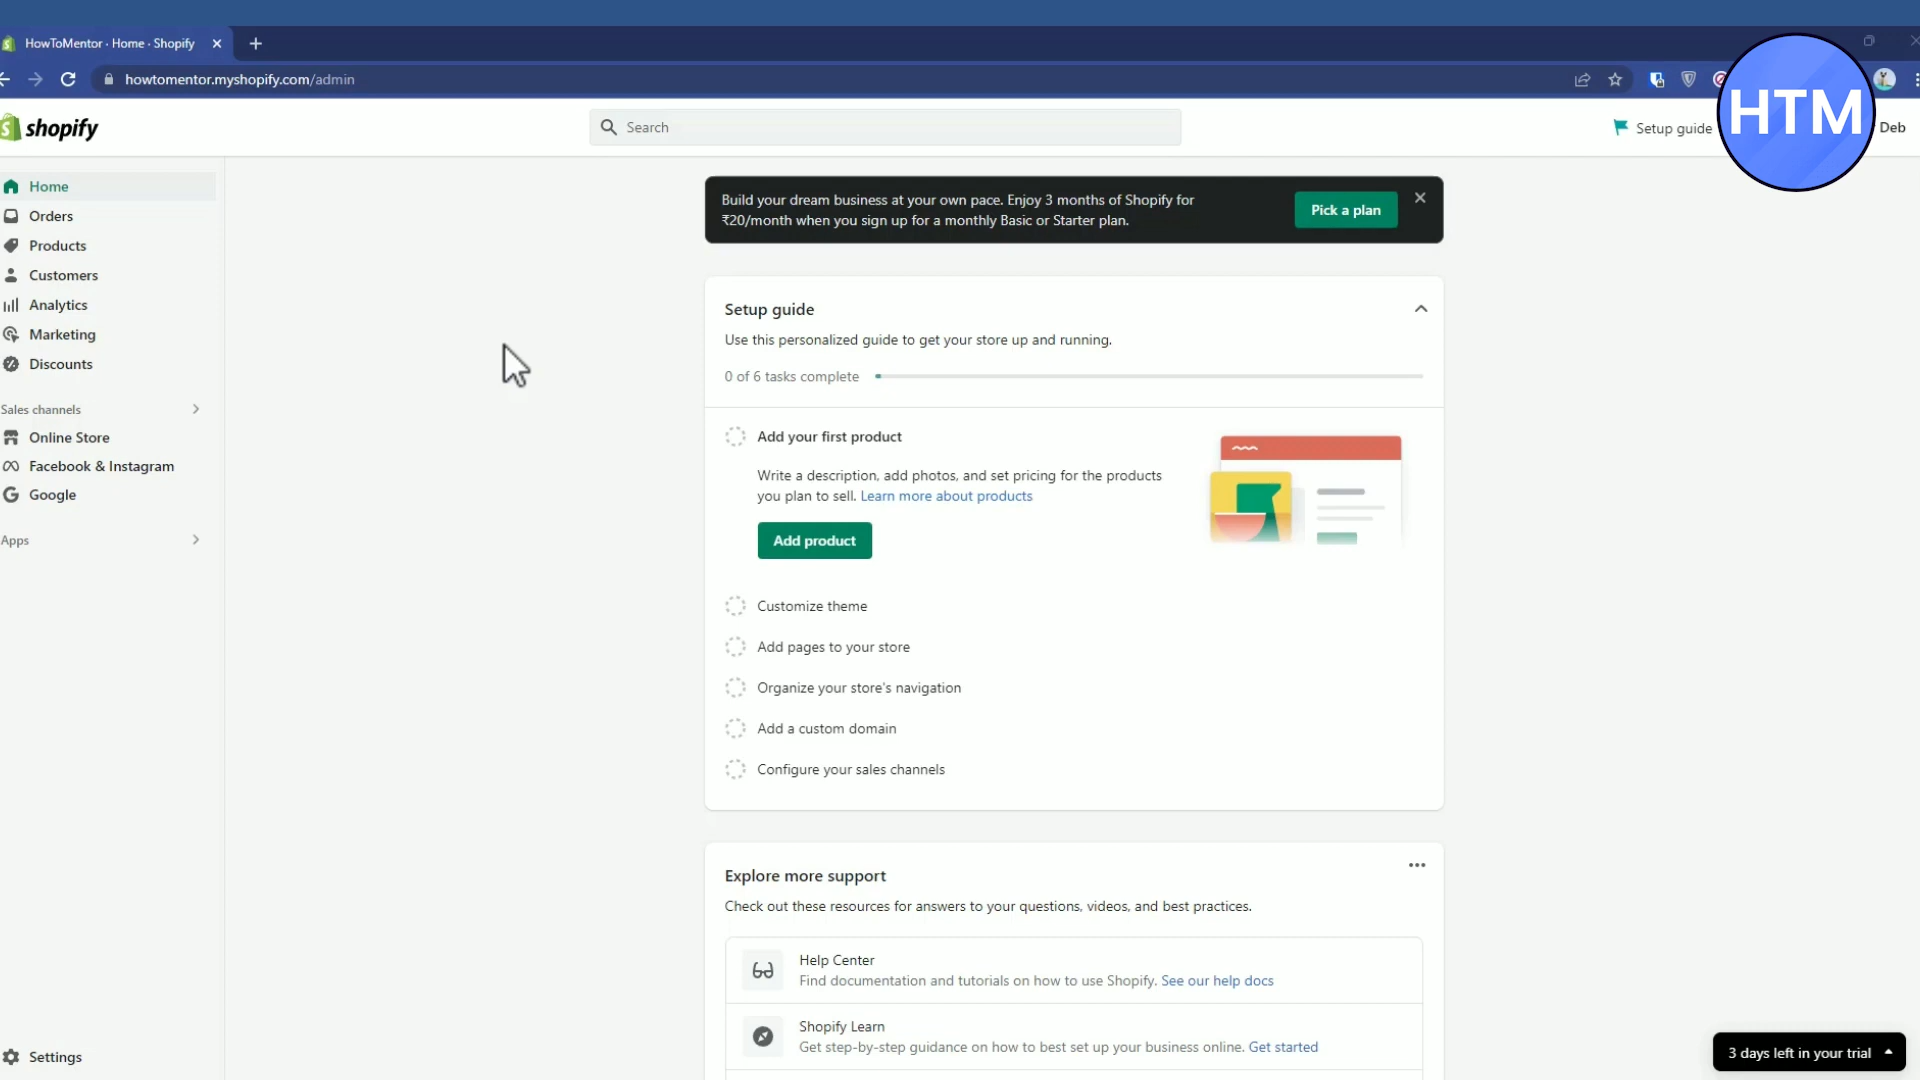 HowToMentor · Home · Shopify
howtomentor.myshopify.com/admin
HTM
shopify
Search
Setup guide
Deb
Home
Orders
Products
Customers
Analytics
Marketing
Discounts
Sales channels
Online Store
Facebook & Instagram
Google
Apps
Settings
Build your dream business at your own pace. Enjoy 3 months of Shopify for
₹20/month when you sign up for a monthly Basic or Starter plan.
Pick a plan
Setup guide
Use this personalized guide to get your store up and running.
0 of 6 tasks complete
Add your first product
Write a description, add photos, and set pricing for the products
you plan to sell. Learn more about products
Add product
Customize theme
Add pages to your store
Organize your store's navigation
Add a custom domain
Configure your sales channels
Explore more support
Check out these resources for answers to your questions, videos, and best practices.
Help Center
Find documentation and tutorials on how to use Shopify. See our help docs
Shopify Learn
Get step-by-step guidance on how to best set up your business online. Get started
3 days left in your trial